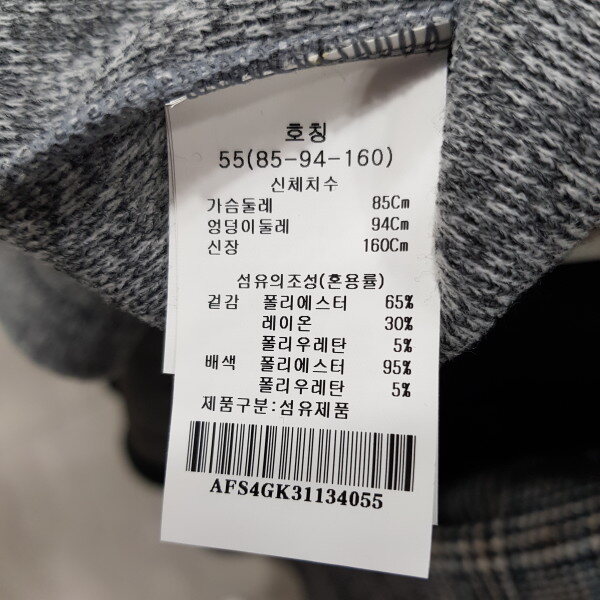 호칭
55(85-94-160)
신체치수
가슴둘레 85Cm
엉덩이둘레 94Cm
신장 160Cm
섬유의조성(혼용률)
겉감 폴리에스터 65%
레이온 30%
폴리우레탄 5%
배색 폴리에스터 95%
폴리우레탄 5%
제품구분:섬유제품
AFS4GK31134055